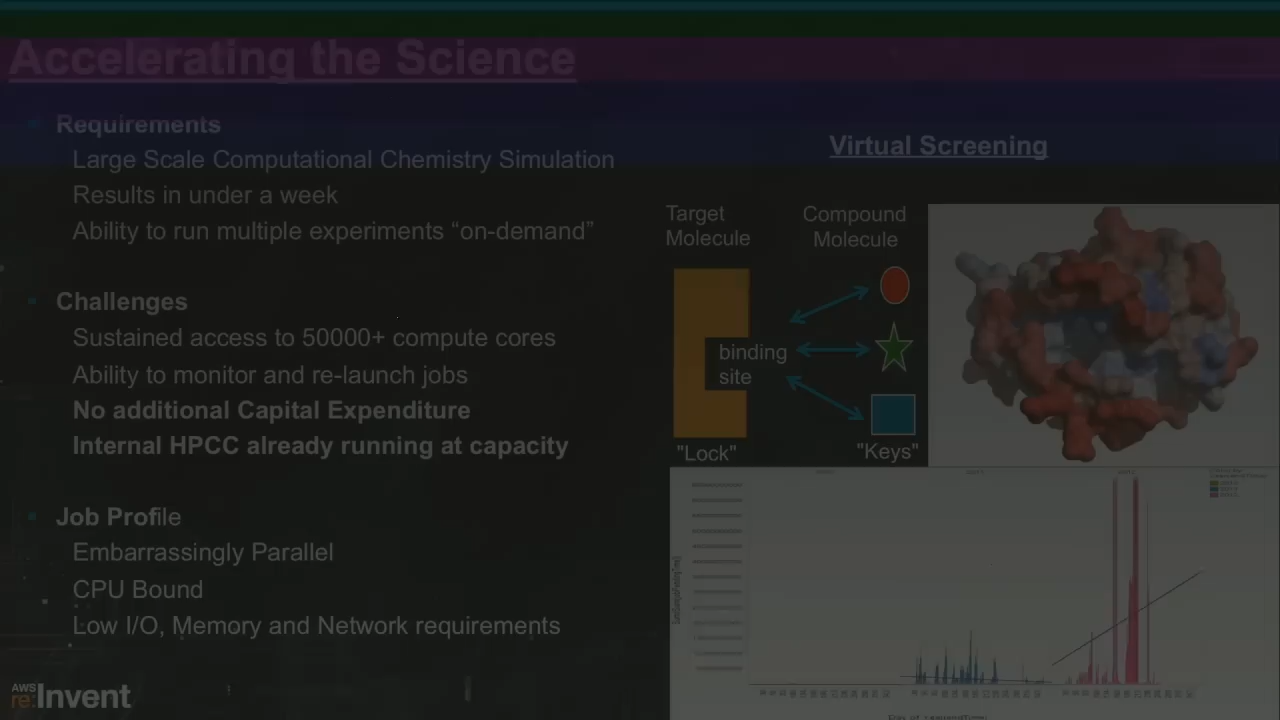 Accelerating the Science
Requirements
Large Scale Computational Chemistry Simulation
Results in under a week
Ability to run multiple experiments “on-demand”
Challenges
Sustained access to 50000+ compute cores
Ability to monitor and re-launch jobs
No additional Capital Expenditure
Internal HPCC already running at capacity
Job Profile
Embarrassingly Parallel
CPU Bound
Low I/O, Memory and Network requirements
Virtual Screening
Target
Molecule
Compound
Molecule
binding
site
"Lock"
"Keys"
AWS
re:Invent